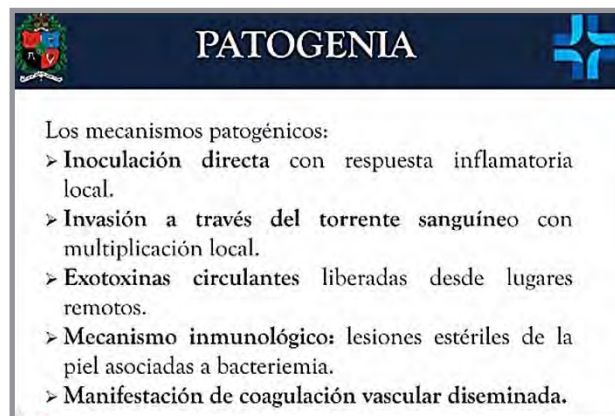 PATOGENIA
Los mecanismos patogénicos:
➢ Inoculación directa con respuesta inflamatoria
local.
➢ Invasión a través del torrente sanguíneo con
multiplicación local.
➢ Exotoxinas circulantes liberadas desde lugares
remotos.
➢ Mecanismo inmunológico: lesiones estériles de la
piel asociadas a bacteriemia.
➢ Manifestación de coagulación vascular diseminada.